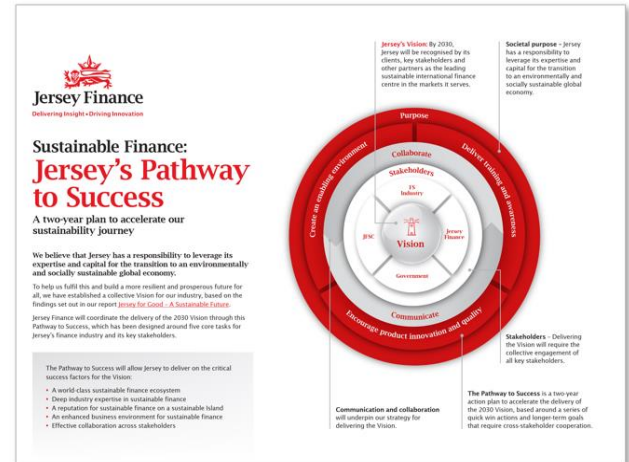 Jersey Finance
Delivering Insight • Driving Innovation
Sustainable Finance:
Jersey's Pathway
to Success
A two-year plan to accelerate our
sustainability journey
We believe that Jersey has a responsibility to leverage its
expertise and capital for the transition to an environmentally
and socially sustainable global economy.
To help us fulfil this and build a more resilient and prosperous future for
all, we have established a collective Vision for our industry, based on the
findings set out in our report Jersey for Good – A Sustainable Future.
Jersey Finance will coordinate the delivery of the 2030 Vision through this
Pathway to Success, which has been designed around five core tasks for
Jersey's finance industry and its key stakeholders.
The Pathway to Success will allow Jersey to deliver on the critical
success factors for the Vision:
• A world-class sustainable finance ecosystem
• Deep industry expertise in sustainable finance
• A reputation for sustainable finance on a sustainable Island
• An enhanced business environment for sustainable finance
• Effective collaboration across stakeholders
Jersey's Vision: By 2030,
Jersey will be recognised by its
clients, key stakeholders and
other partners as the leading
sustainable international finance
centre in the markets it serves.
Societal purpose – Jersey
has a responsibility to
leverage its expertise and
capital for the transition
to an environmentally and
socially sustainable global
economy.
Purpose
Create an enabling environment
Deliver training and awareness
Collaborate
Stakeholders
FS
Industry
JFSC
Jersey
Finance
Vision
Government
Communicate
Encourage product innovation and quality
Stakeholders – Delivering
the Vision will require the
collective engagement of
all key stakeholders.
Communication and collaboration
will underpin our strategy for
delivering the Vision.
The Pathway to Success is a two-year
action plan to accelerate the delivery of
the 2030 Vision, based around a series of
quick win actions and longer-term goals
that require cross-stakeholder cooperation.